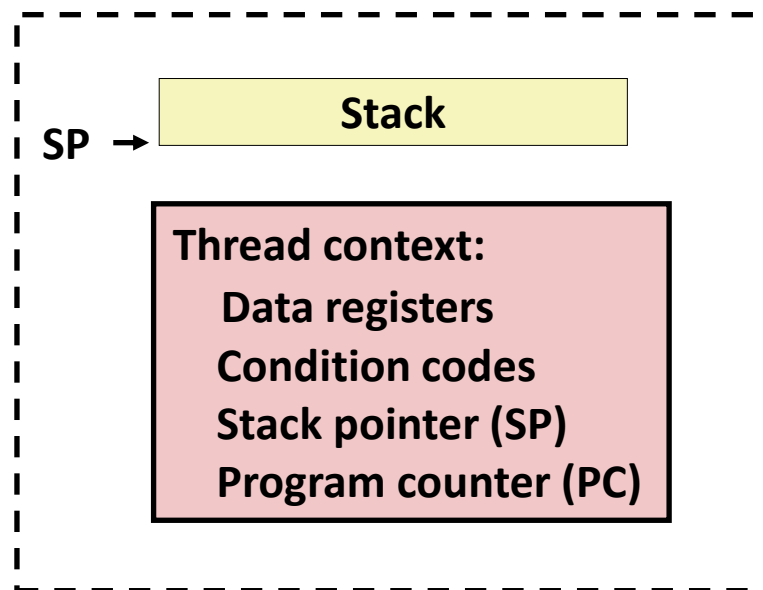 Stack
SP
Thread context:
Data registers
Condition codes
Stack pointer (SP)
Program counter (PC)